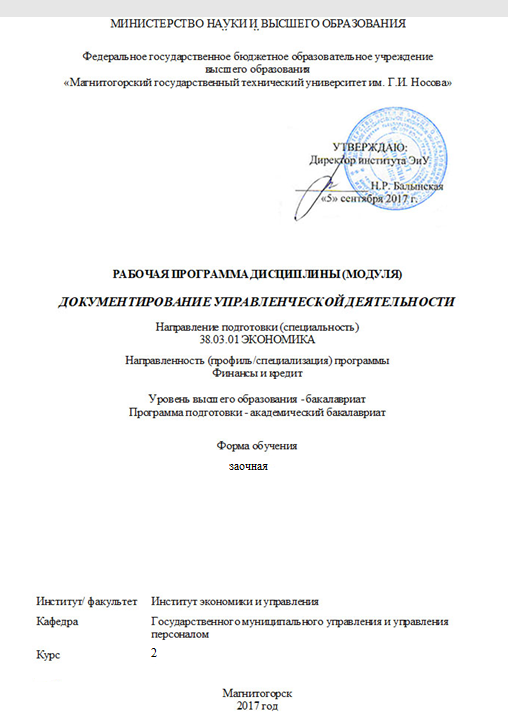 МИНИСТЕРСТВО НАУКИ И ВЫСШЕГО ОБРАЗОВАНИЯ
Федеральное государственное бюджетное образовательное учреждение
высшего образования
«Магнитогорский государственный технический университет им. Г.И. Носова»
УТВЕРЖДАЮ:
Директор института ЭиУ
Н.Р. Балынская
«5» сентября 2017 г.
РАБОЧАЯ ПРОГРАММА ДИСЦИПЛИНЫ (МОДУЛЯ)
ДОКУМЕНТИРОВАНИЕ УПРАВЛЕНЧЕСКОЙ ДЕЯТЕЛЬНОСТИ
Направление подготовки (специальность)
38.03.01 ЭКОНОМИКА
Направленность (профиль/специализация) программы
Финансы и кредит
Уровень высшего образования - бакалавриат
Программа подготовки - академический бакалавриат
Форма обучения
заочная
Институт/ факультет Институт экономики и управления
Кафедра Государственного муниципального управления и управления
персоналом
Курс 2
Магнитогорск
2017 год